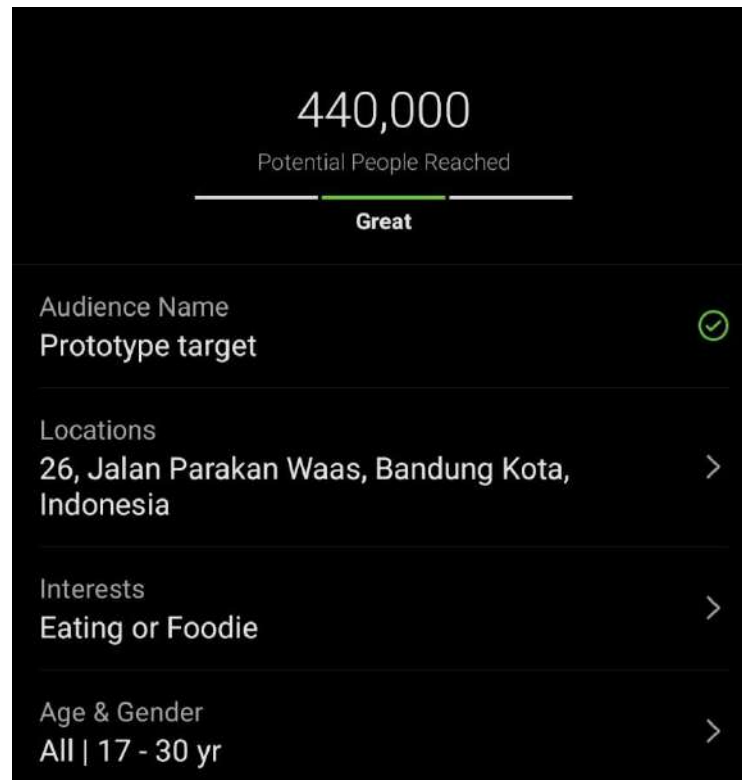 440,000
Potential People Reached
Great
Audience Name
Prototype target
Locations
26, Jalan Parakan Waas, Bandung Kota,
Indonesia
Interests
Eating or Foodie
Age & Gender
All | 17 - 30 yr